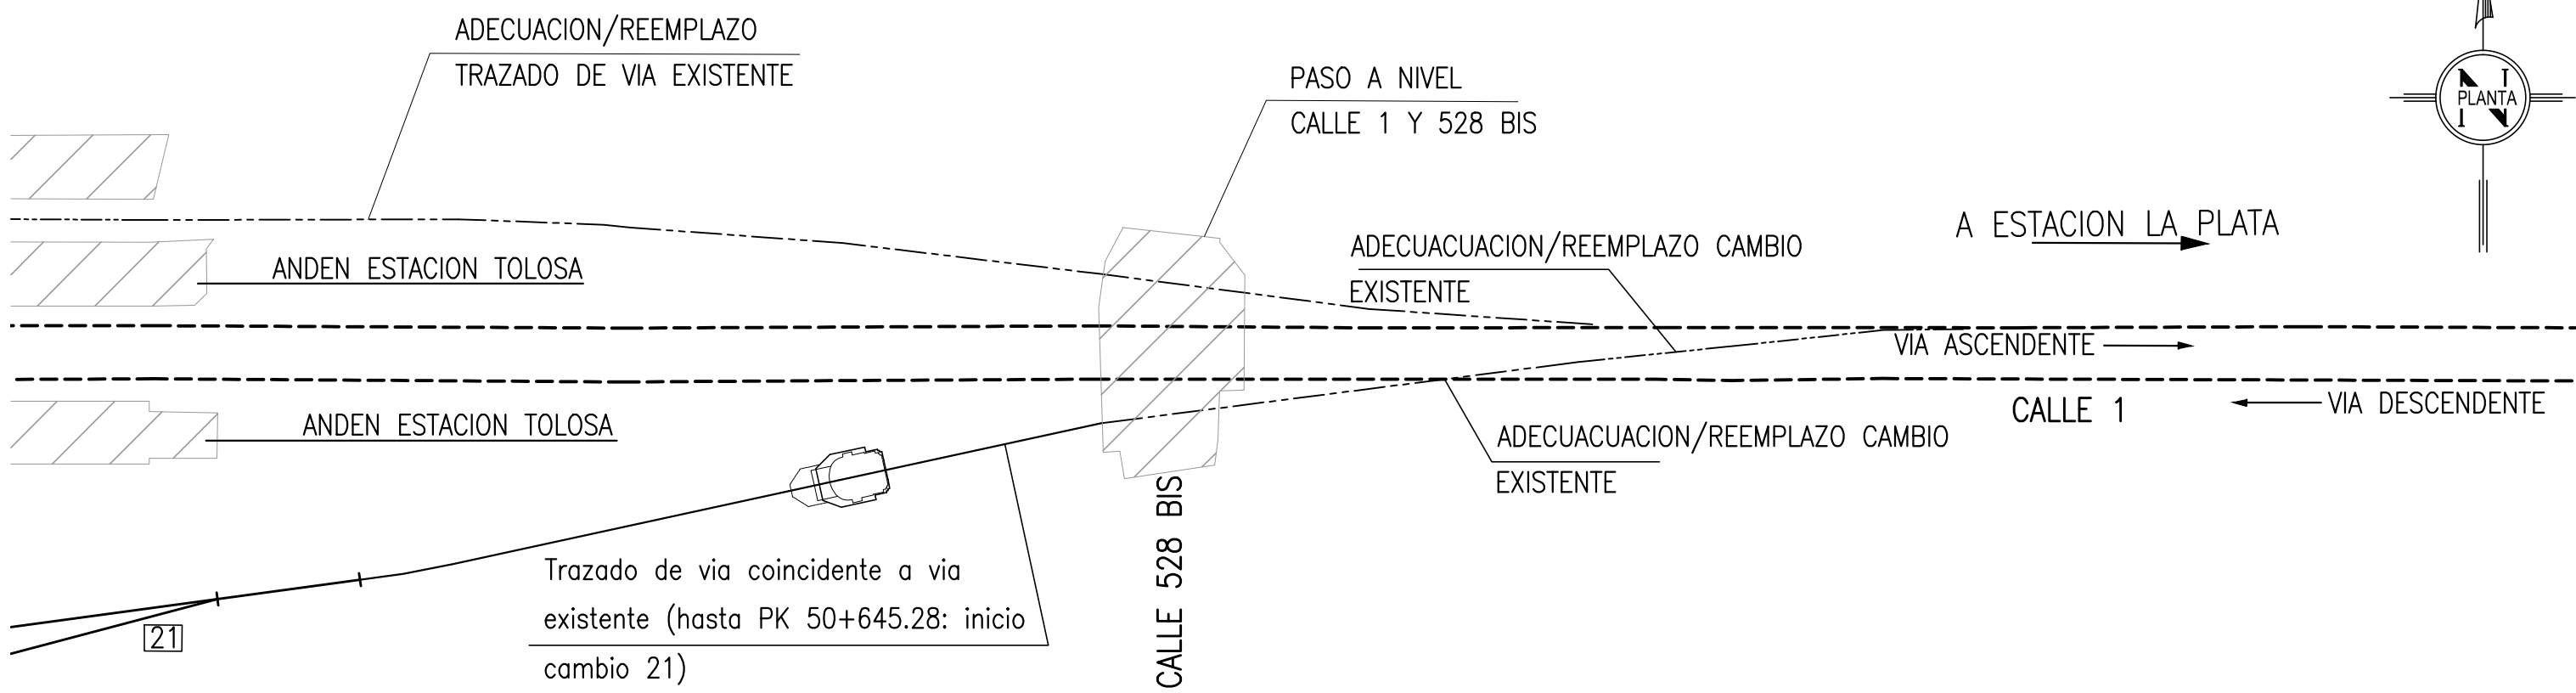 ADECUACION/REEMPLAZO
TRAZADO DE VIA EXISTENTE
PASO A NIVEL
CALLE 1 Y 528 BIS
N
PLANTA
A ESTACION LA PLATA
ADECUACUACION/REEMPLAZO CAMBIO
EXISTENTE
ANDEN ESTACION TOLOSA
VIA ASCENDENTE
VIA DESCENDENTE
CALLE 1
ANDEN ESTACION TOLOSA
ADECUACUACION/REEMPLAZO CAMBIO
EXISTENTE
CALLE 528 BIS
Trazado de via coincidente a via
existente (hasta PK 50+645.28: inicio
cambio 21)
21